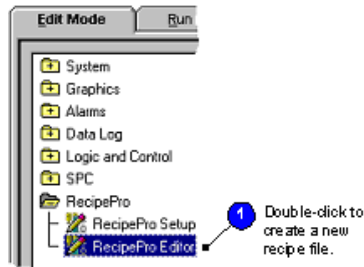 Edit Mode
Run
System
Graphics
Alarms
Data Log
Logic and Control
SPC
RecipePro
RecipePro Setup
RecipePro Editor
1
Double-click to
create a new
recipe file.